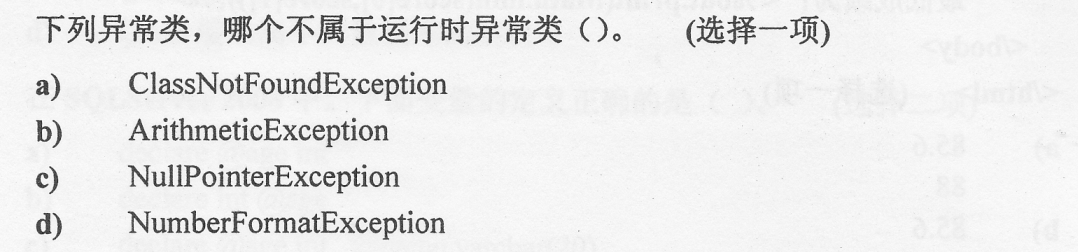 下列异常类，哪个不属于运行时异常类（）。 (选择一项)
a) ClassNotFoundException
b) ArithmeticException
c) NullPointerException
d) NumberFormatException